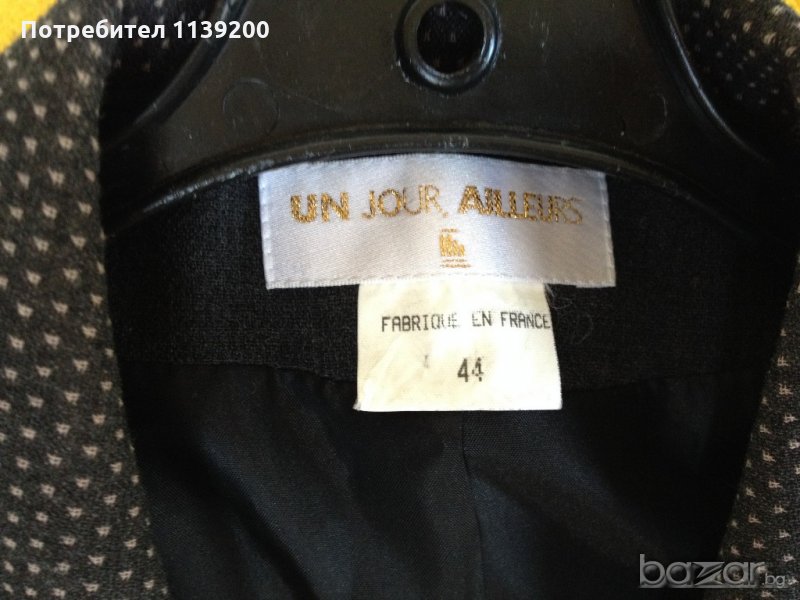 Потребител 1139200
UN JOUR, AILLEURS
FABRIQUE EN FRANCE
44
bazar.bg